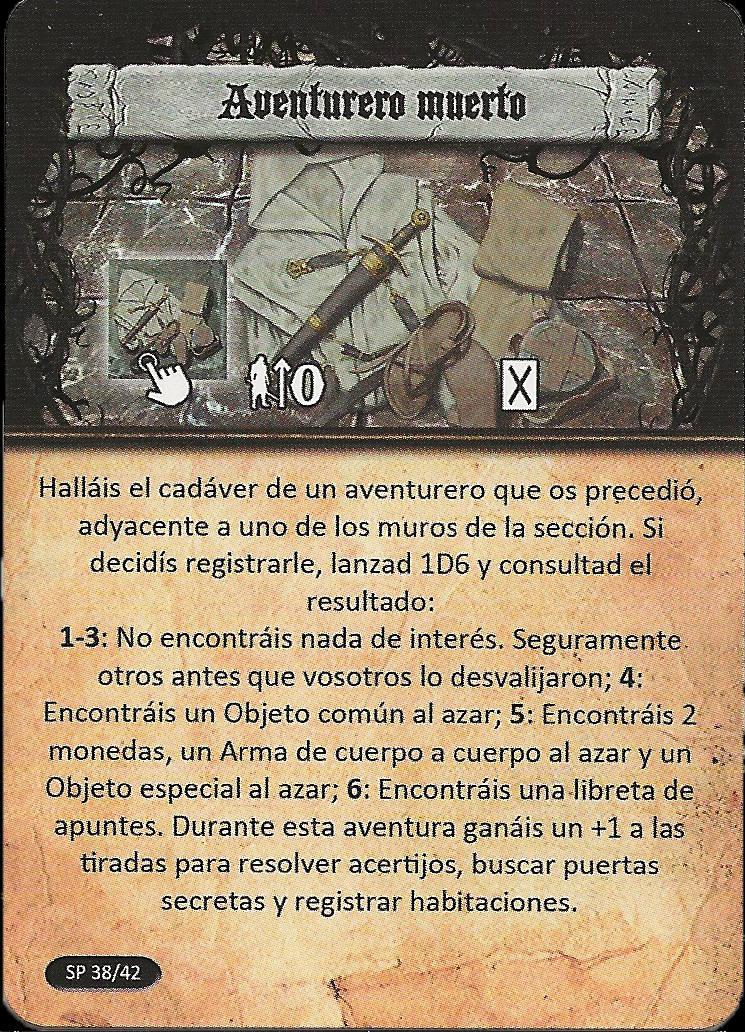 Aventurero muerto
0
X
Halláis el cadáver de un aventurero que os precedió,
adyacente a uno de los muros de la sección. Si
decidís registrarle, lanzad 1D6 y consultad el
resultado:
1-3: No encontráis nada de interés. Seguramente
otros antes que vosotros lo desvalijaron; 4:
Encontráis un Objeto común al azar; 5: Encontráis 2
monedas, un Arma de cuerpo a cuerpo al azar y un
Objeto especial al azar; 6: Encontráis una libreta de
apuntes. Durante esta aventura ganáis un +1 a las
tiradas para resolver acertijos, buscar puertas
secretas y registrar habitaciones.
SP 38/42